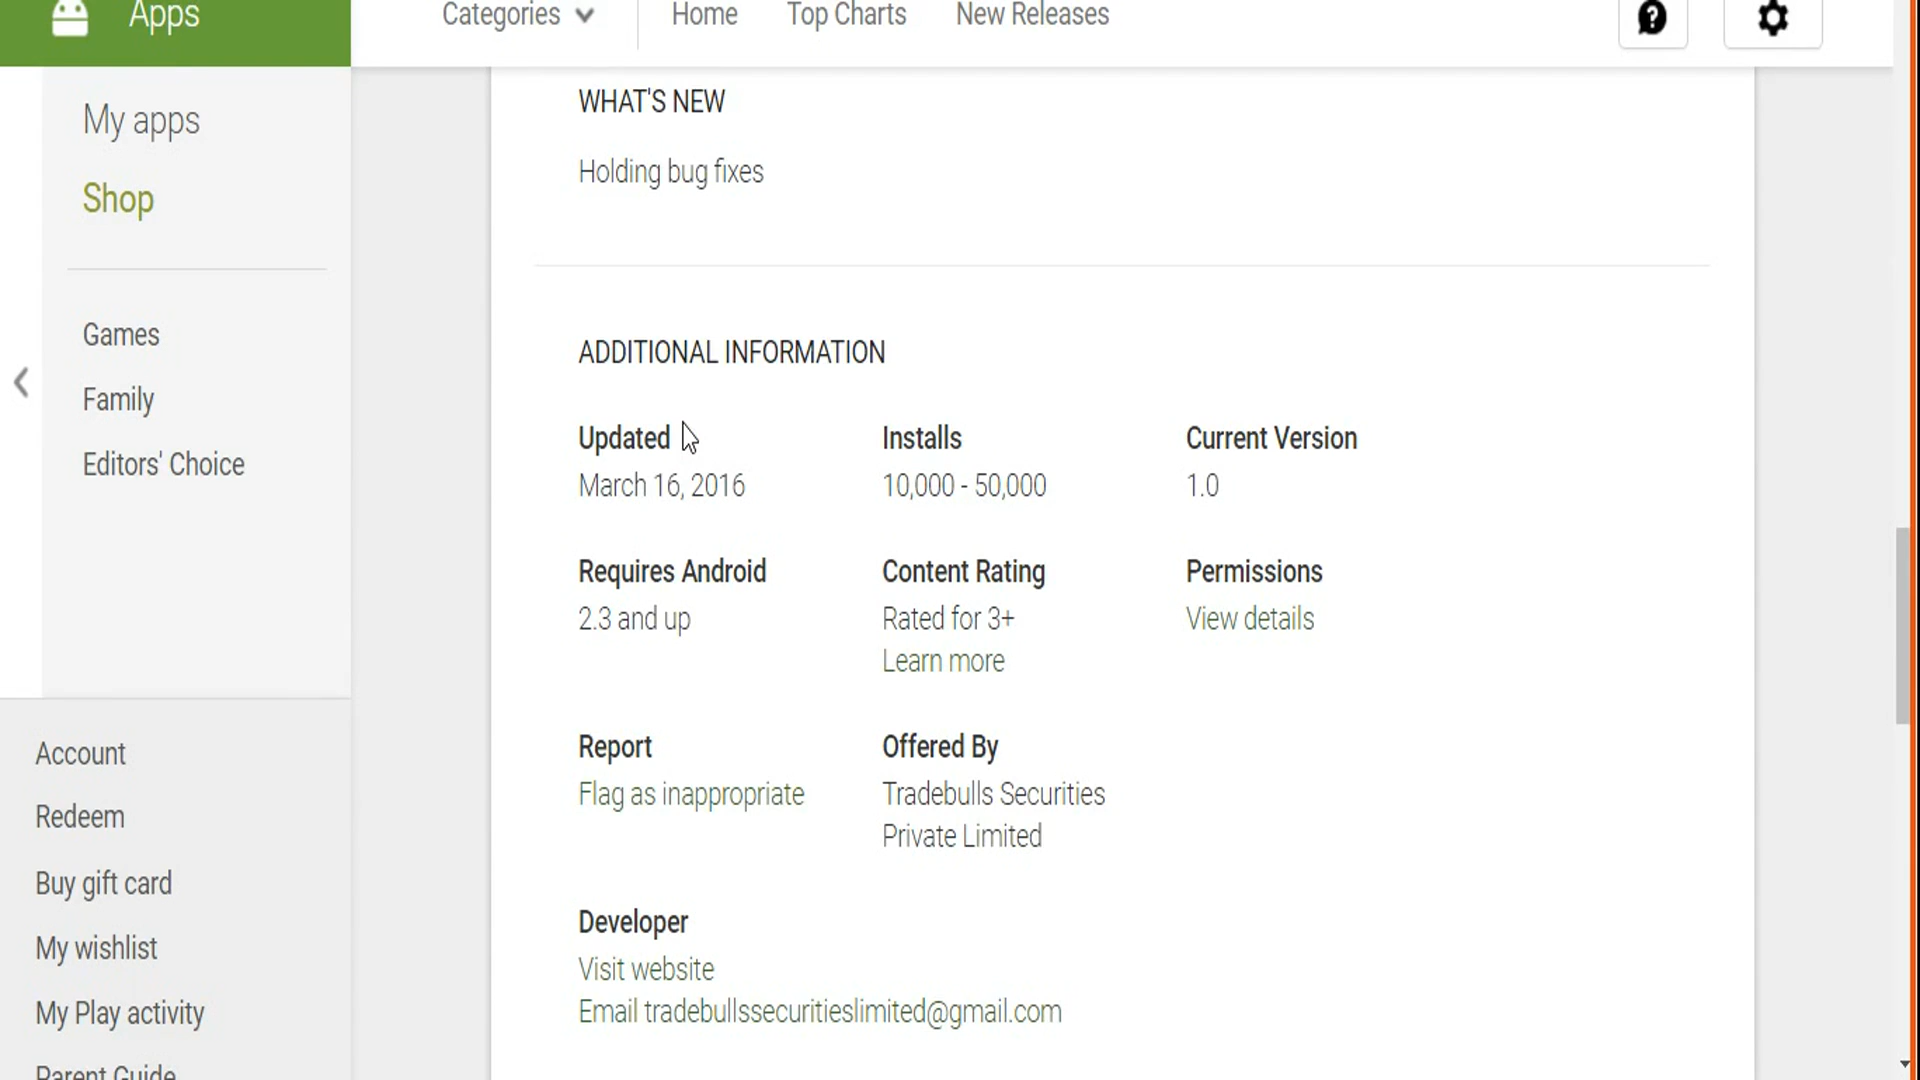 Apps
Categories
Home
Top Charts
New Releases
My apps
Shop
Games
Family
Editors' Choice
Account
Redeem
Buy gift card
My wishlist
My Play activity
Parent Guide
WHAT'S NEW
Holding bug fixes
ADDITIONAL INFORMATION
Updated
March 16, 2016
Installs
10,000 - 50,000
Current Version
1.0
Requires Android
2.3 and up
Content Rating
Rated for 3+
Learn more
Permissions
View details
Report
Flag as inappropriate
Offered By
Tradebulls Securities
Private Limited
Developer
Visit website
Email tradebullssecuritieslimited@gmail.com